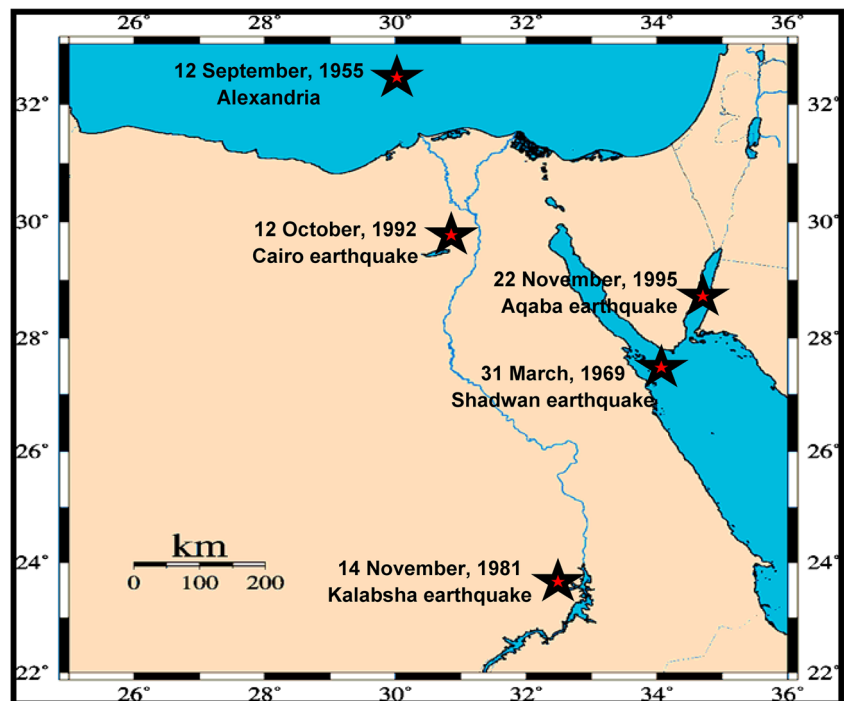 26° 28° 30° 32° 34° 36°
12 September, 1955
Alexandria
32° 32°
12 October, 1992
Cairo earthquake
30° 30°
22 November, 1995
Aqaba earthquake
28° 28°
31 March, 1969
Shadwan earthquake
26° 26°
km
0 100 200
24° 24°
14 November, 1981
Kalabsha earthquake
22° 22°
26° 28° 30° 32° 34° 36°